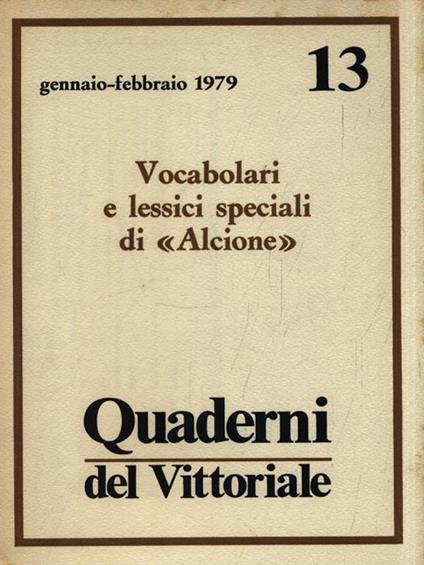 gennaio-febbraio 1979
13
Vocabolari
e lessici speciali
di «Alcione»
Quaderni
del Vittoriale